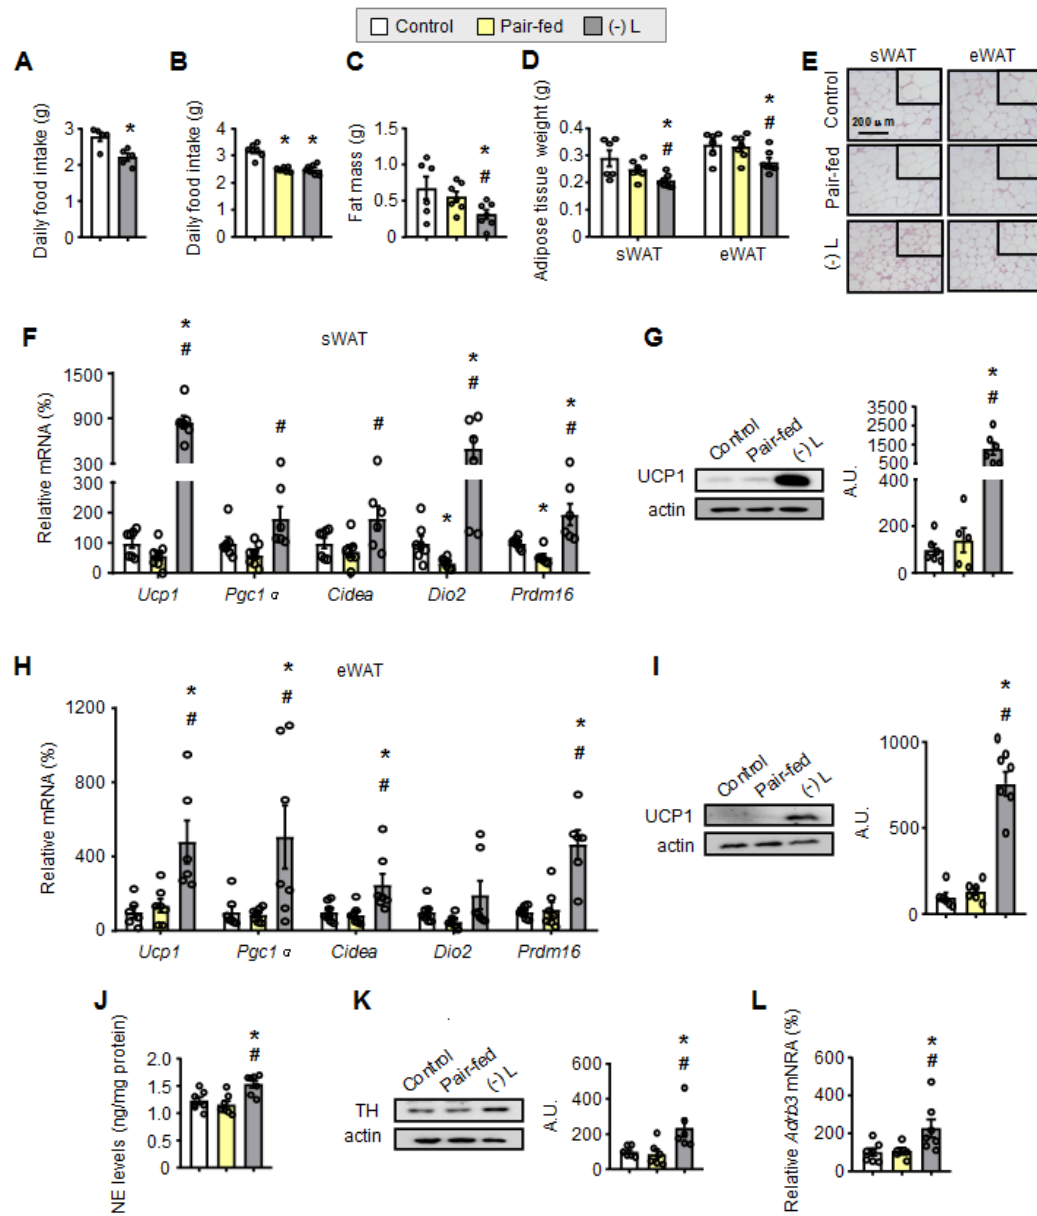 Control Pair-fed (-) L
A B C D E
sWAT eWAT
Daily food intake (g)
3
2
1
0
*
Daily food intake (g)
4
3
2
1
0
* *
Fat mass (g)
1.5
1.0
0.5
0.0
*
#
Adipose tissue weight (g)
0.4
0.3
0.2
0.1
0
*
#
*
#
sWAT eWAT
Control
200 μm
Pair-fed
(-) L
F
sWAT
Relative mRNA (%)
1500
900
300
300
200
100
0
*
#
#
#
*
*
#
*
*
#
Ucp1 Pgc1α Cidea Dio2 Prdm16
G
Control Pair-fed (-) L
UCP1
actin
A.U.
3500
2500
1500
500
400
200
0
*
#
H
eWAT
Relative mRNA (%)
1200
800
400
0
*
#
*
#
*
#
*
#
Ucp1 Pgc1α Cidea Dio2 Prdm16
I
Control Pair-fed (-) L
UCP1
actin
A.U.
1000
500
0
*
#
J
NE levels (ng/mg protein)
2.0
1.5
1.0
0.5
0
*
#
K
Control Pair-fed (-) L
TH
actin
A.U.
600
400
200
0
*
#
L
Relative Adrb3 mNRA (%)
600
400
200
0
*
#